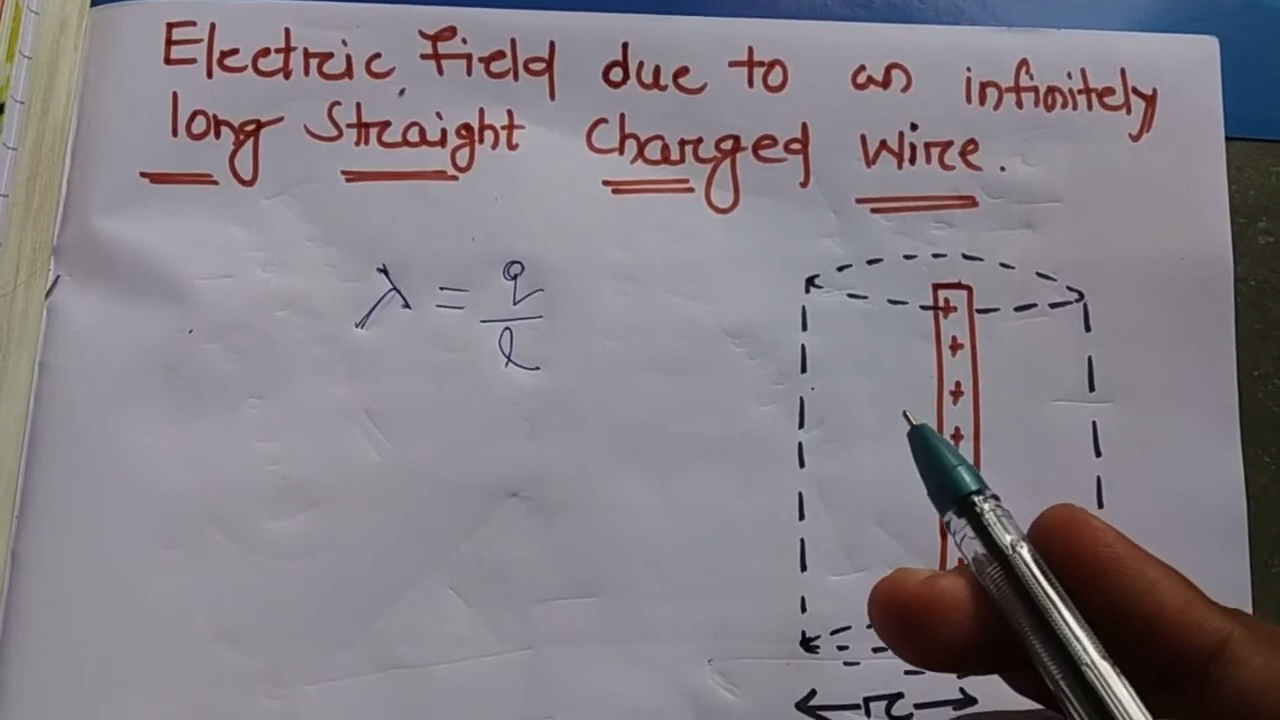 Electric field due to an infinitely
long straight charged wire.
λ = q/l
+
+
+
+
+
r